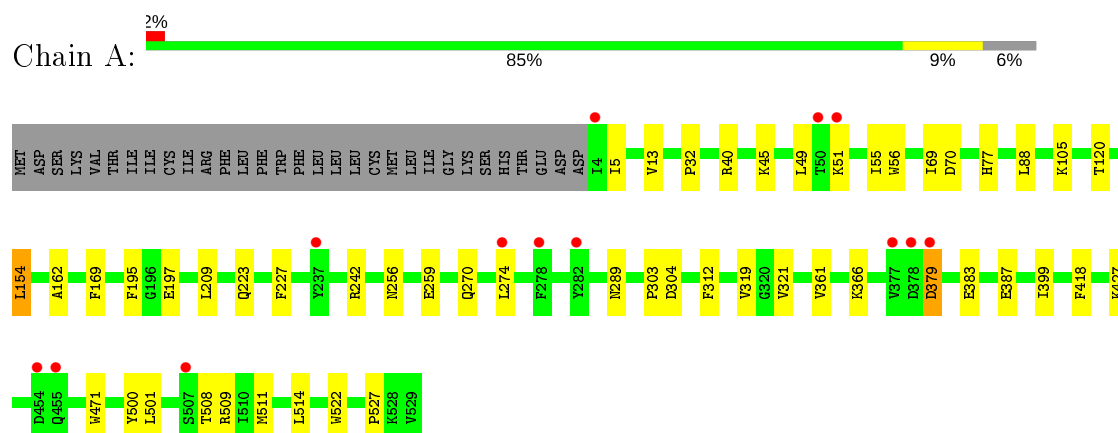 2%
Chain A:
85% 9% 6%
MET ASP SER LYS VAL THR ILE ILE CYS ILE ARG PHE LEU PHE TRP PHE LEU LEU LEU CYS MET LEU ILE GLY LYS SER HIS THR GLU ASP ASP I4 I5 V13 P32 R40 K45 L49 T50 K51 I55 W56 I69 D70 H77 L88 K105 T120
L154 A162 F169 F195 G196 E197 L209 Q223 F227 Y237 R242 N256 E259 Q270 L274 F278 Y282 N289 P303 D304 F312 V319 G320 V321 V361 K366 V377 D378 D379 E383 E387 I399 F418
D454 Q455 W471 Y500 L501 S507 T508 R509 I510 M511 L514 W522 P527 K528 V529